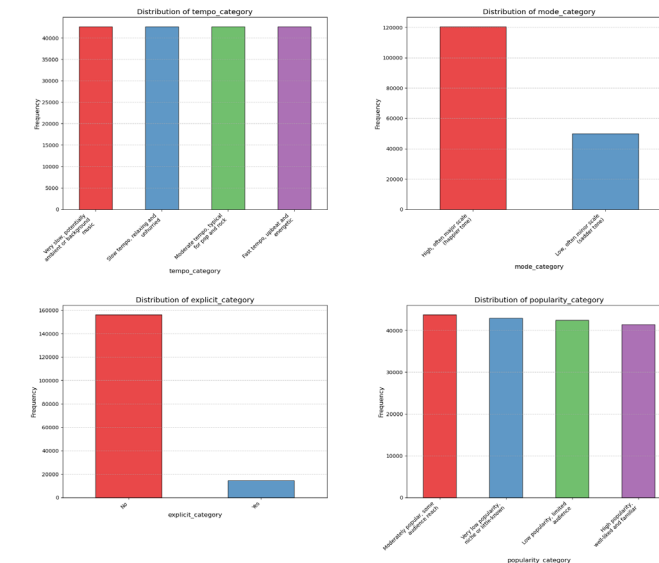 Distribution of tempo_category
Frequency
40000
35000
30000
25000
20000
15000
10000
5000
0
Very slow, potentially
ambient or background
music
Slow tempo, relaxing and
unhurried
Moderate tempo, typical
for pop and rock
Fast tempo, upbeat and
energetic
tempo_category
Distribution of mode_category
Frequency
120000
100000
80000
60000
40000
20000
0
High, often major scale
(happier tone)
Low, often minor scale
(sadder tone)
mode_category
Distribution of explicit_category
Frequency
160000
140000
120000
100000
80000
60000
40000
20000
0
No
Yes
explicit_category
Distribution of popularity_category
Frequency
40000
30000
20000
10000
0
Moderately popular, some
audience reach
Very low popularity,
niche or little-known
Low popularity, limited
audience
High popularity,
well-liked and familiar
popularity_category